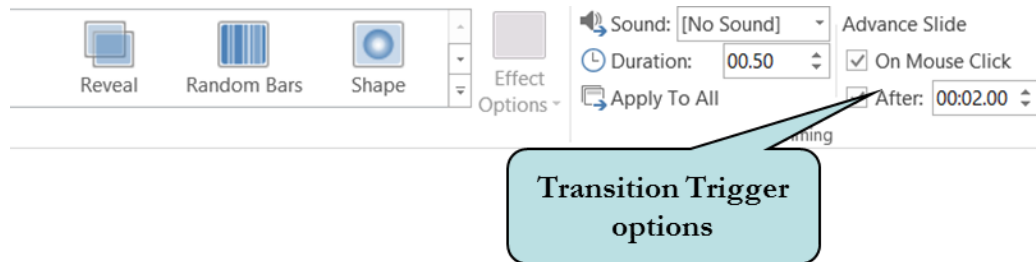 Reveal
Random Bars
Shape
Effect
Options
Sound: [No Sound]
Duration: 00.50
Apply To All
Advance Slide
On Mouse Click
After: 00:02.00
Transition Trigger
options